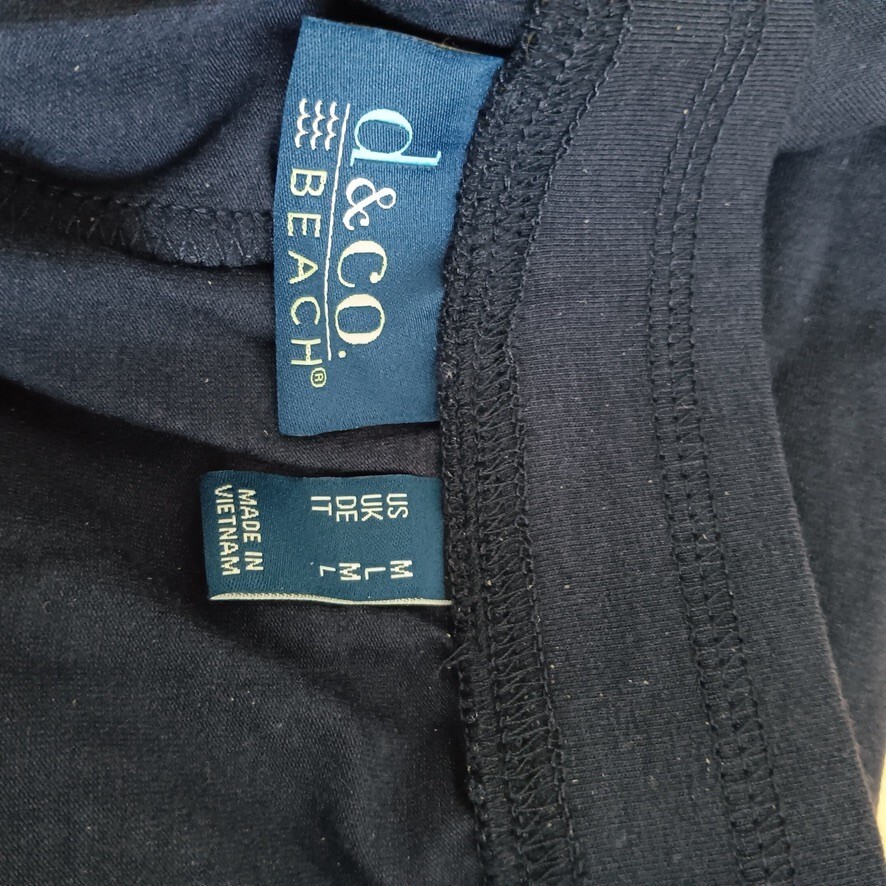 d&CO.
BEACH®
US M
UK L
DE M
IT L
MADE IN
VIETNAM